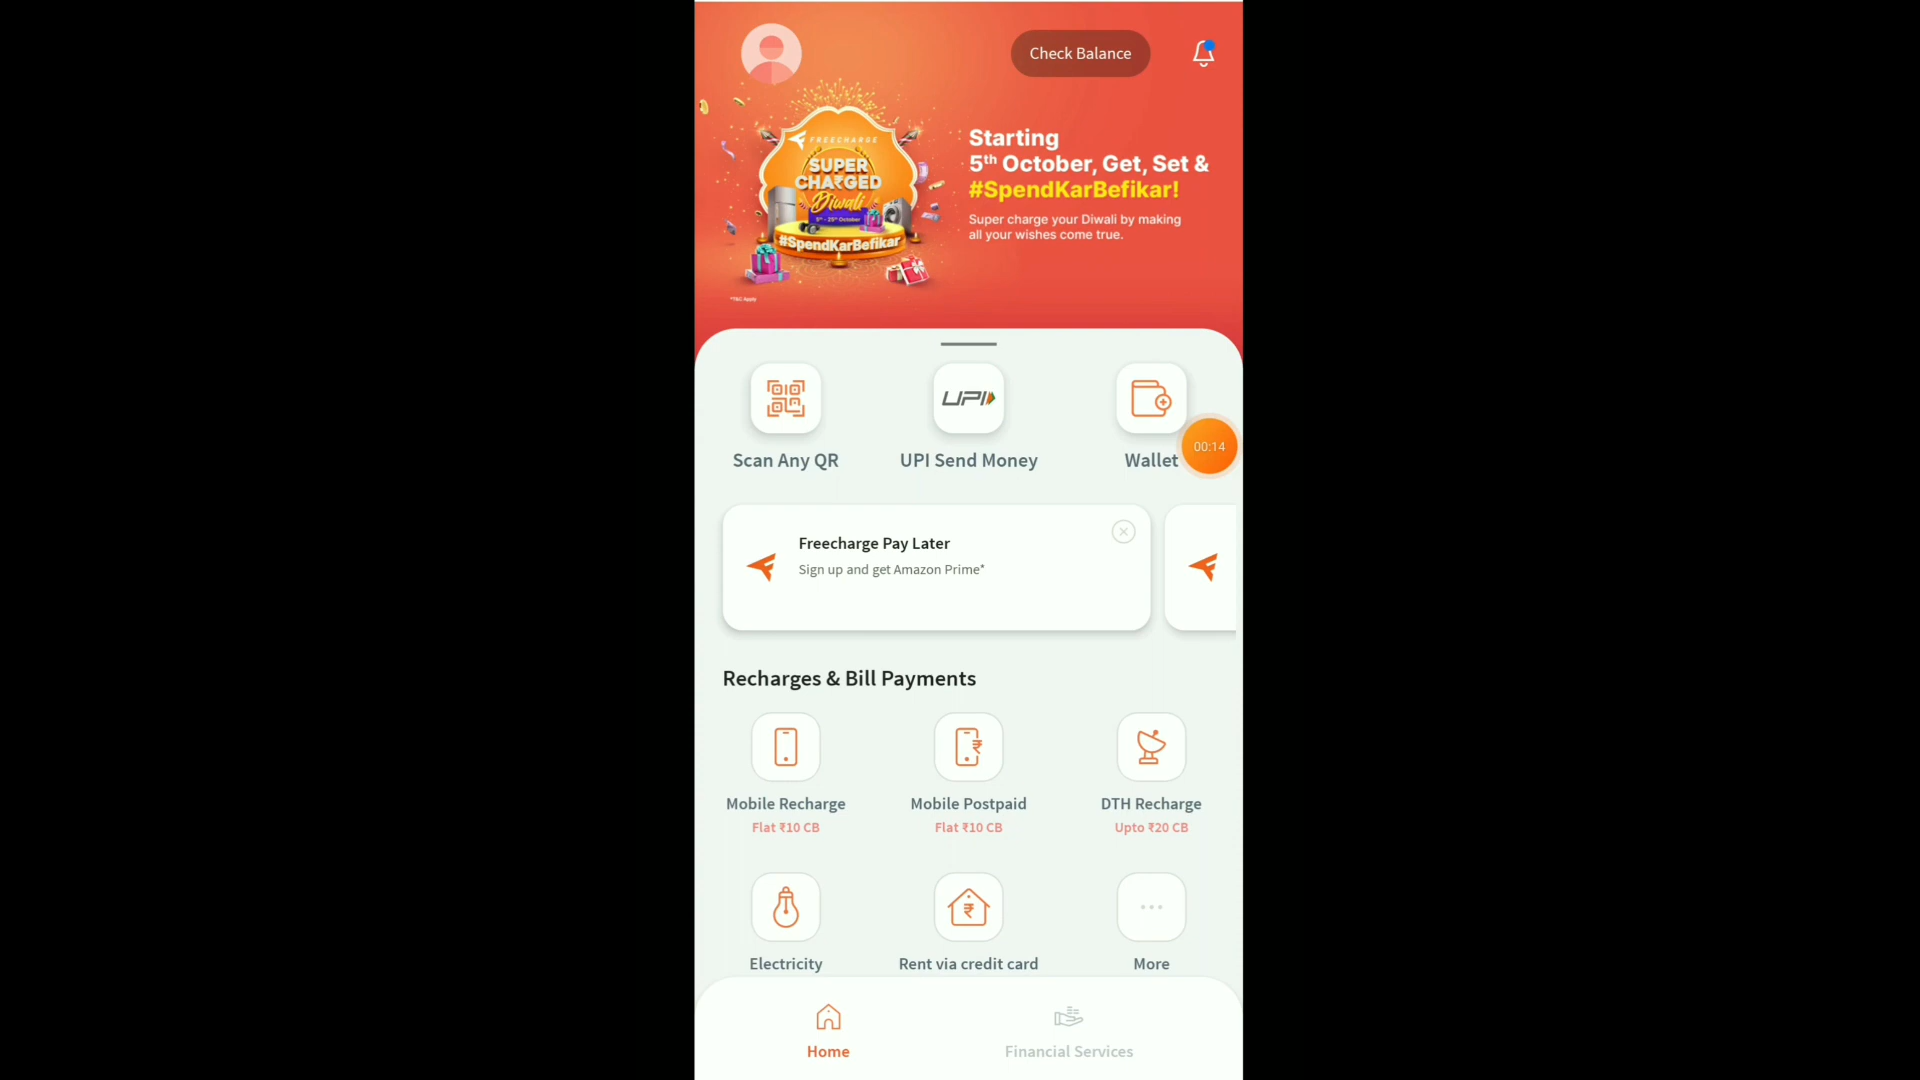 Check Balance
FREECHARGE
SUPER
CHA₹GED
Diwali
5th - 25th October
#SpendKarBefikar
Starting
5th October, Get, Set &
#SpendKarBefikar!
Super charge your Diwali by making
all your wishes come true.
*T&C Apply
UPI
Scan Any QR
UPI Send Money
Wallet
00:14
Freecharge Pay Later
Sign up and get Amazon Prime*
Recharges & Bill Payments
Mobile Recharge
Mobile Postpaid
DTH Recharge
Flat ₹10 CB
Flat ₹10 CB
Upto ₹20 CB
Electricity
Rent via credit card
More
Home
Financial Services